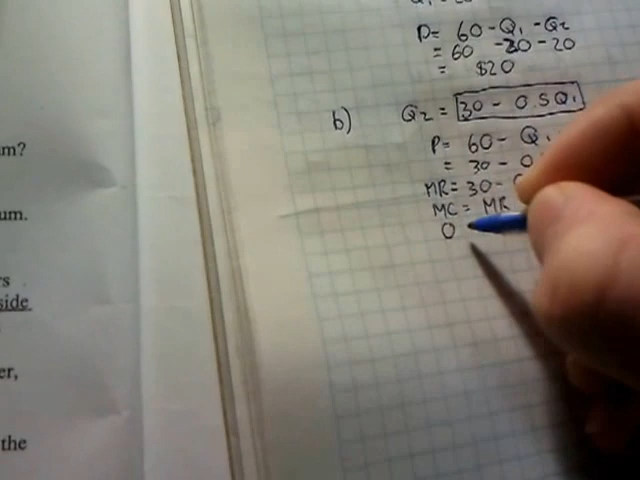 m?
um.
rs
side
er,
the
P = 60 - Q₁ - Q₂
= 60 - 20 - 20
= $20
b) Q₂ = 30 - 0.5Q₁
P = 60 - Q₁
= 30 - 0.
MR = 30 -
MC = MR
0